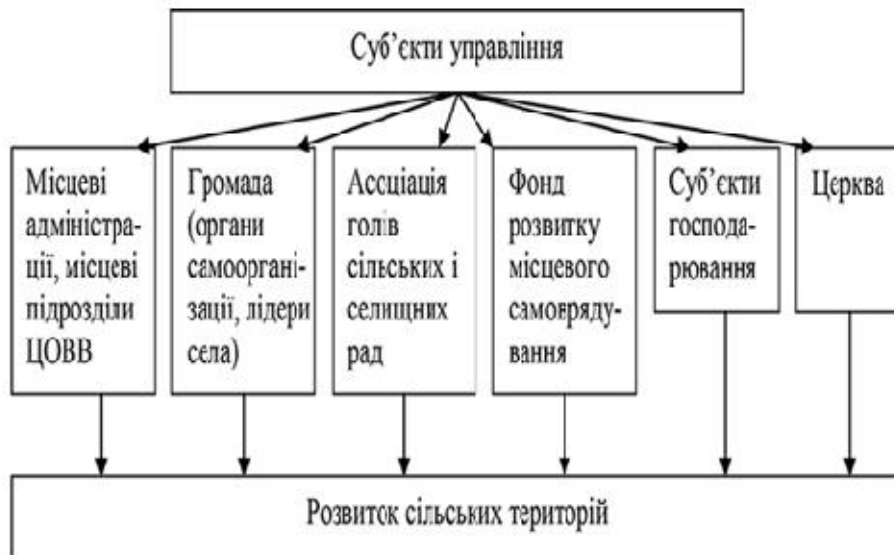 Суб’єкти управління
Місцеві
адміністра-
ції, місцеві
підрозділи
ЦОВВ
Громада
(органи
самооргані-
зації, лідери
села)
Ассціація
голів
сільських і
селищних
рад
Фонд
розвитку
місцевого
самовряду-
вання
Суб’єкти
господа-
рювання
Церква
Розвиток сільських територій